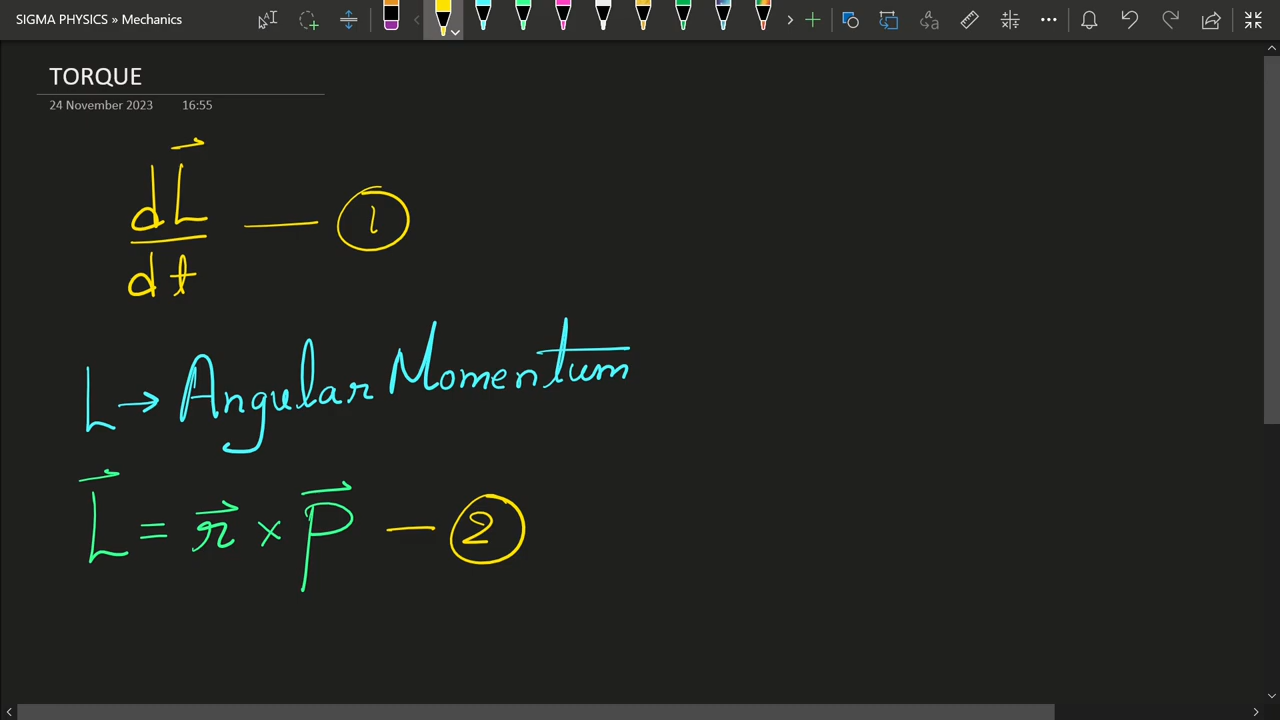 SIGMA PHYSICS » Mechanics
TORQUE
24 November 2023 16:55
dL⃗/dt — ①
L → Angular Momentum
L⃗ = r⃗ × p⃗ — ②